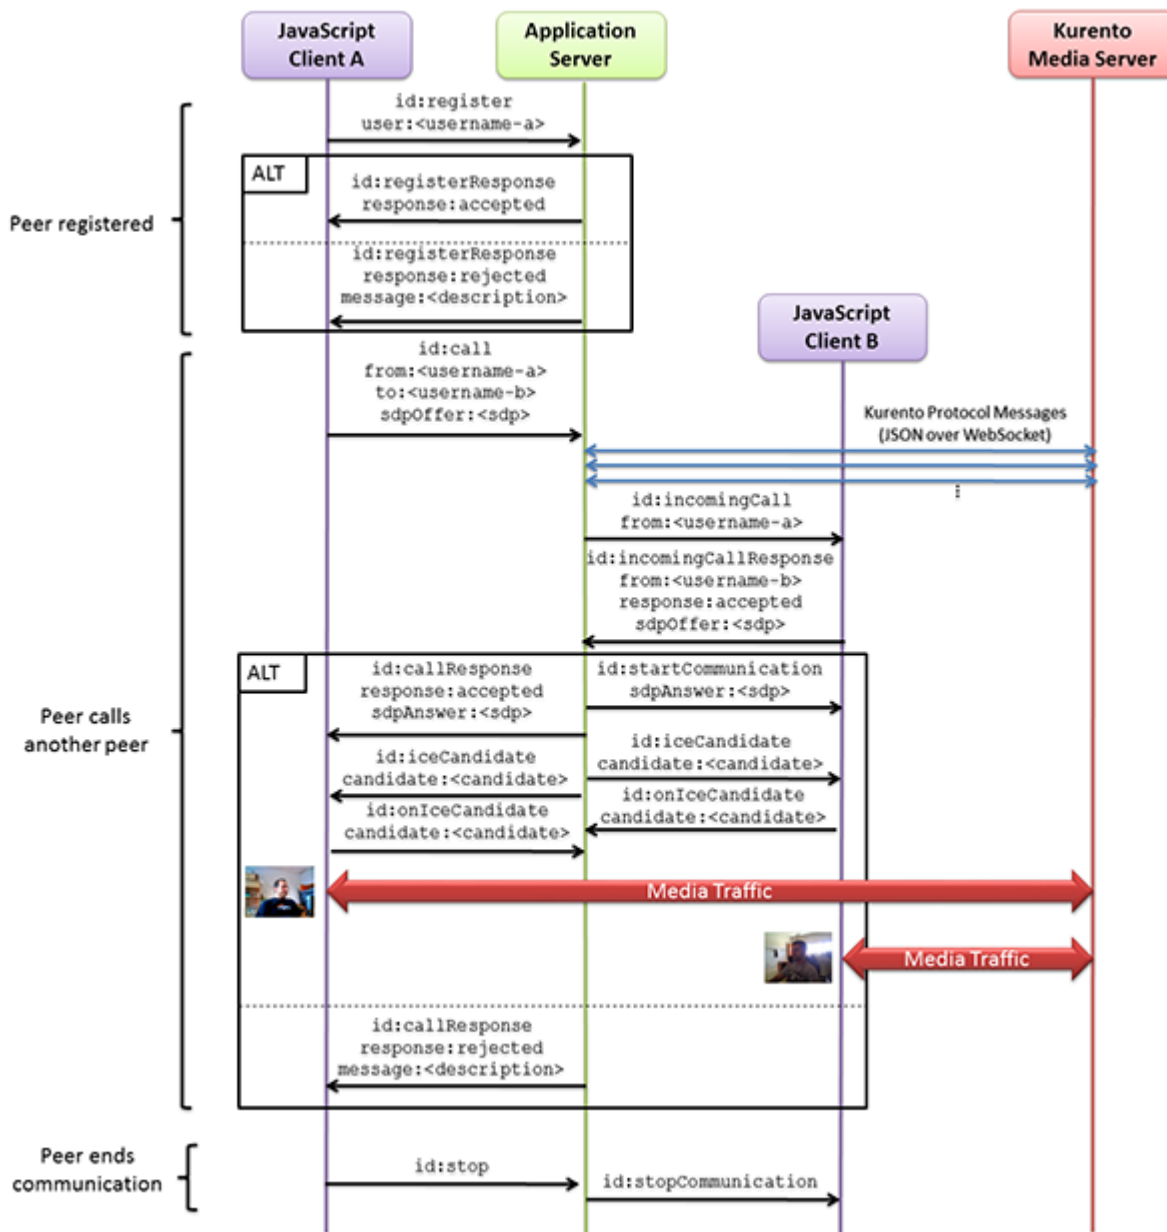 JavaScript
Client A
Application
Server
Kurento
Media Server
id:register
user:<username-a>
ALT
id:registerResponse
response:accepted
Peer registered
id:registerResponse
response:rejected
message:<description>
JavaScript
Client B
id:call
from:<username-a>
to:<username-b>
sdpOffer:<sdp>
Kurento Protocol Messages
(JSON over WebSocket)
⋮
id:incomingCall
from:<username-a>
id:incomingCallResponse
from:<username-b>
response:accepted
sdpOffer:<sdp>
ALT
id:callResponse
response:accepted
sdpAnswer:<sdp>
id:startCommunication
sdpAnswer:<sdp>
Peer calls
another peer
id:iceCandidate
candidate:<candidate>
id:iceCandidate
candidate:<candidate>
id:onIceCandidate
candidate:<candidate>
id:onIceCandidate
candidate:<candidate>
Media Traffic
Media Traffic
id:callResponse
response:rejected
message:<description>
Peer ends
communication
id:stop
id:stopCommunication